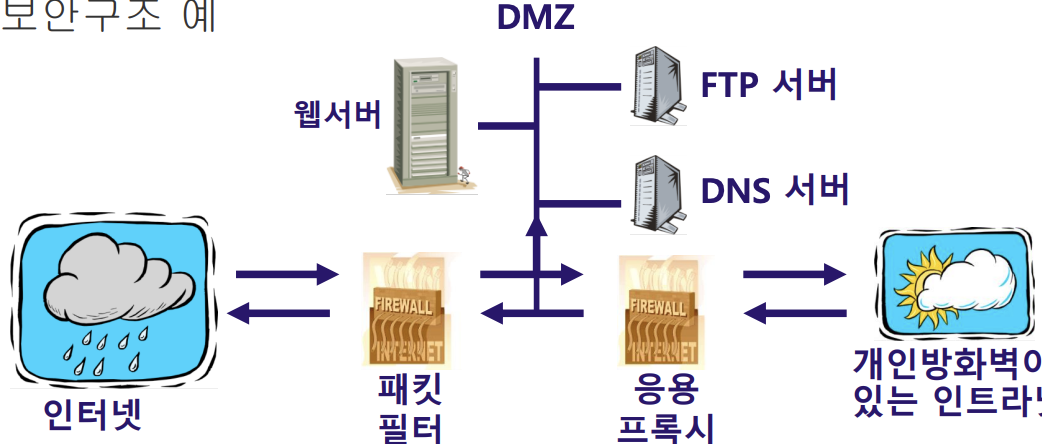 보안구조 예
DMZ
웹서버
FTP 서버
DNS 서버
FIREWALL
INTERNET
FIREWALL
INTERNET
인터넷
패킷
필터
응용
프록시
개인방화벽이
있는 인트라넷